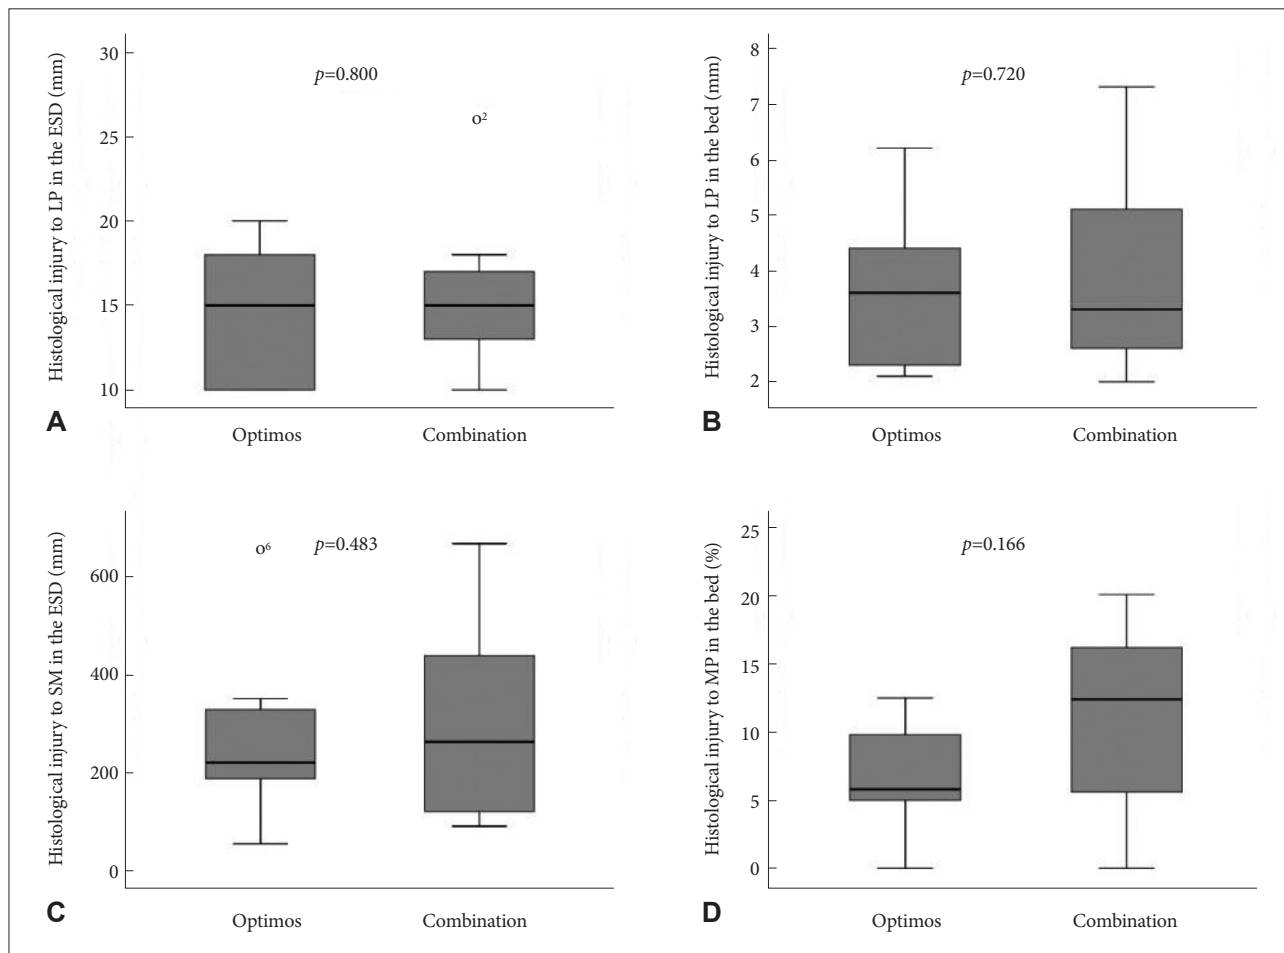 Histological injury to LP in the ESD (mm)
30
25
20
15
10
p=0.800
o²
A
Optimos
Combination
Histological injury to LP in the bed (mm)
8
7
6
5
4
3
2
p=0.720
B
Optimos
Combination
Histological injury to SM in the ESD (mm)
600
400
200
0
o⁶
p=0.483
C
Optimos
Combination
Histological injury to MP in the bed (%)
25
20
15
10
5
0
p=0.166
D
Optimos
Combination